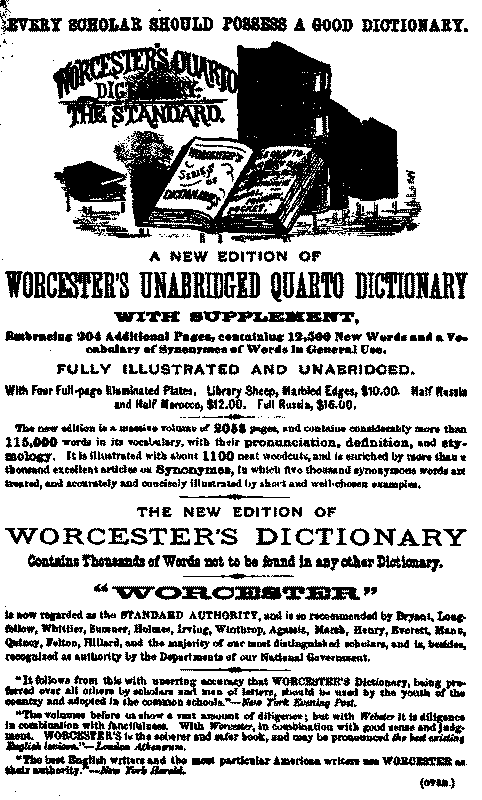 EVERY SCHOLAR SHOULD POSSESS A GOOD DICTIONARY.
WORCESTER'S QUARTO
DICTIONARY.
THE STANDARD.
WORCESTER'S
SERIES
OF
DICTIONARIES
A NEW EDITION OF
WORCESTER'S UNABRIDGED QUARTO DICTIONARY
WITH SUPPLEMENT,
Embracing 204 Additional Pages, containing 12,500 New Words and a Vo-
cabulary of Synonymes of Words in General Use.
FULLY ILLUSTRATED AND UNABRIDGED.
With Four Full-page Illuminated Plates. Library Sheep, Marbled Edges, $10.00. Half Russia
and Half Morocco, $12.00. Full Russia, $16.00.
The new edition is a massive volume of 2058 pages, and contains considerably more than
115,000 words in its vocabulary, with their pronunciation, definition, and ety-
mology. It is illustrated with about 1100 neat woodcuts, and is enriched by more than a
thousand excellent articles on Synonymes, in which five thousand synonymous words are
treated, and accurately and concisely illustrated by short and well-chosen examples.
THE NEW EDITION OF
WORCESTER'S DICTIONARY
Contains Thousands of Words not to be found in any other Dictionary.
"WORCESTER"
is now regarded as the STANDARD AUTHORITY, and is so recommended by Bryant, Long-
fellow, Whittier, Sumner, Holmes, Irving, Winthrop, Agassiz, Marsh, Henry, Everett, Mann,
Quincy, Felton, Hillard, and the majority of our most distinguished scholars, and is, besides,
recognized as authority by the Departments of our National Government.
"It follows from this with unerring accuracy that WORCESTER'S Dictionary, being pre-
ferred over all others by scholars and men of letters, should be used by the youth of the
country and adopted in the common schools."—New York Evening Post.
"The volumes before us show a vast amount of diligence; but with Webster it is diligence
in combination with fancifulness. With Worcester, in combination with good sense and judg-
ment. WORCESTER'S is the soberer and safer book, and may be pronounced the best existing
English lexicon."—London Athenæum.
"The best English writers and the most particular American writers use WORCESTER as
their authority."—New York Herald.
(OVER.)